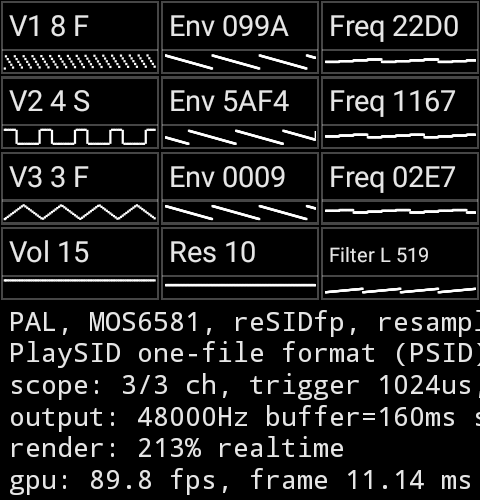 V1 8 F Env 099A Freq 22D0
V2 4 S Env 5AF4 Freq 1167
V3 3 F Env 0009 Freq 02E7
Vol 15 Res 10 Filter L 519
PAL, MOS6581, reSIDfp, resampl
PlaySID one-file format (PSID)
scope: 3/3 ch, trigger 1024us,
output: 48000Hz buffer=160ms s
render: 213% realtime
gpu: 89.8 fps, frame 11.14 ms